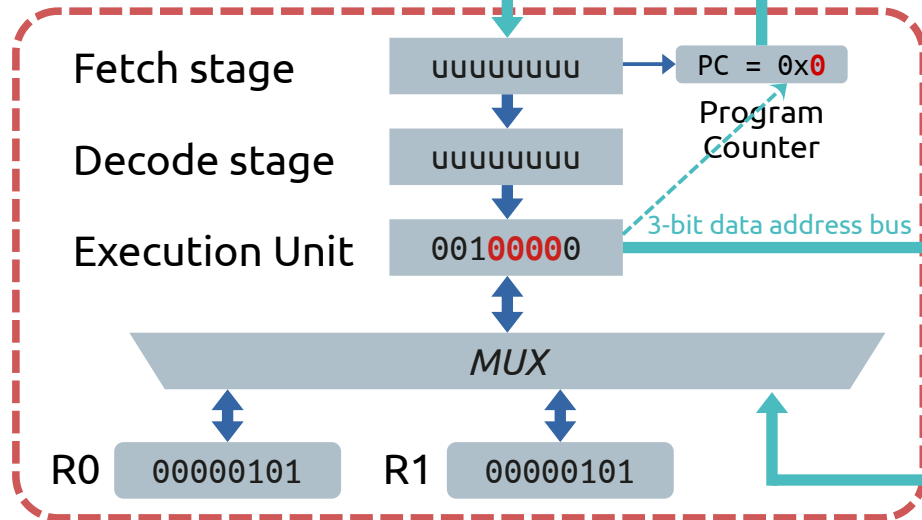 Fetch stage
uuuuuuuu
PC = 0x0
Program
Counter
Decode stage
uuuuuuuu
3-bit data address bus
Execution Unit
00100000
MUX
R0
00000101
R1
00000101